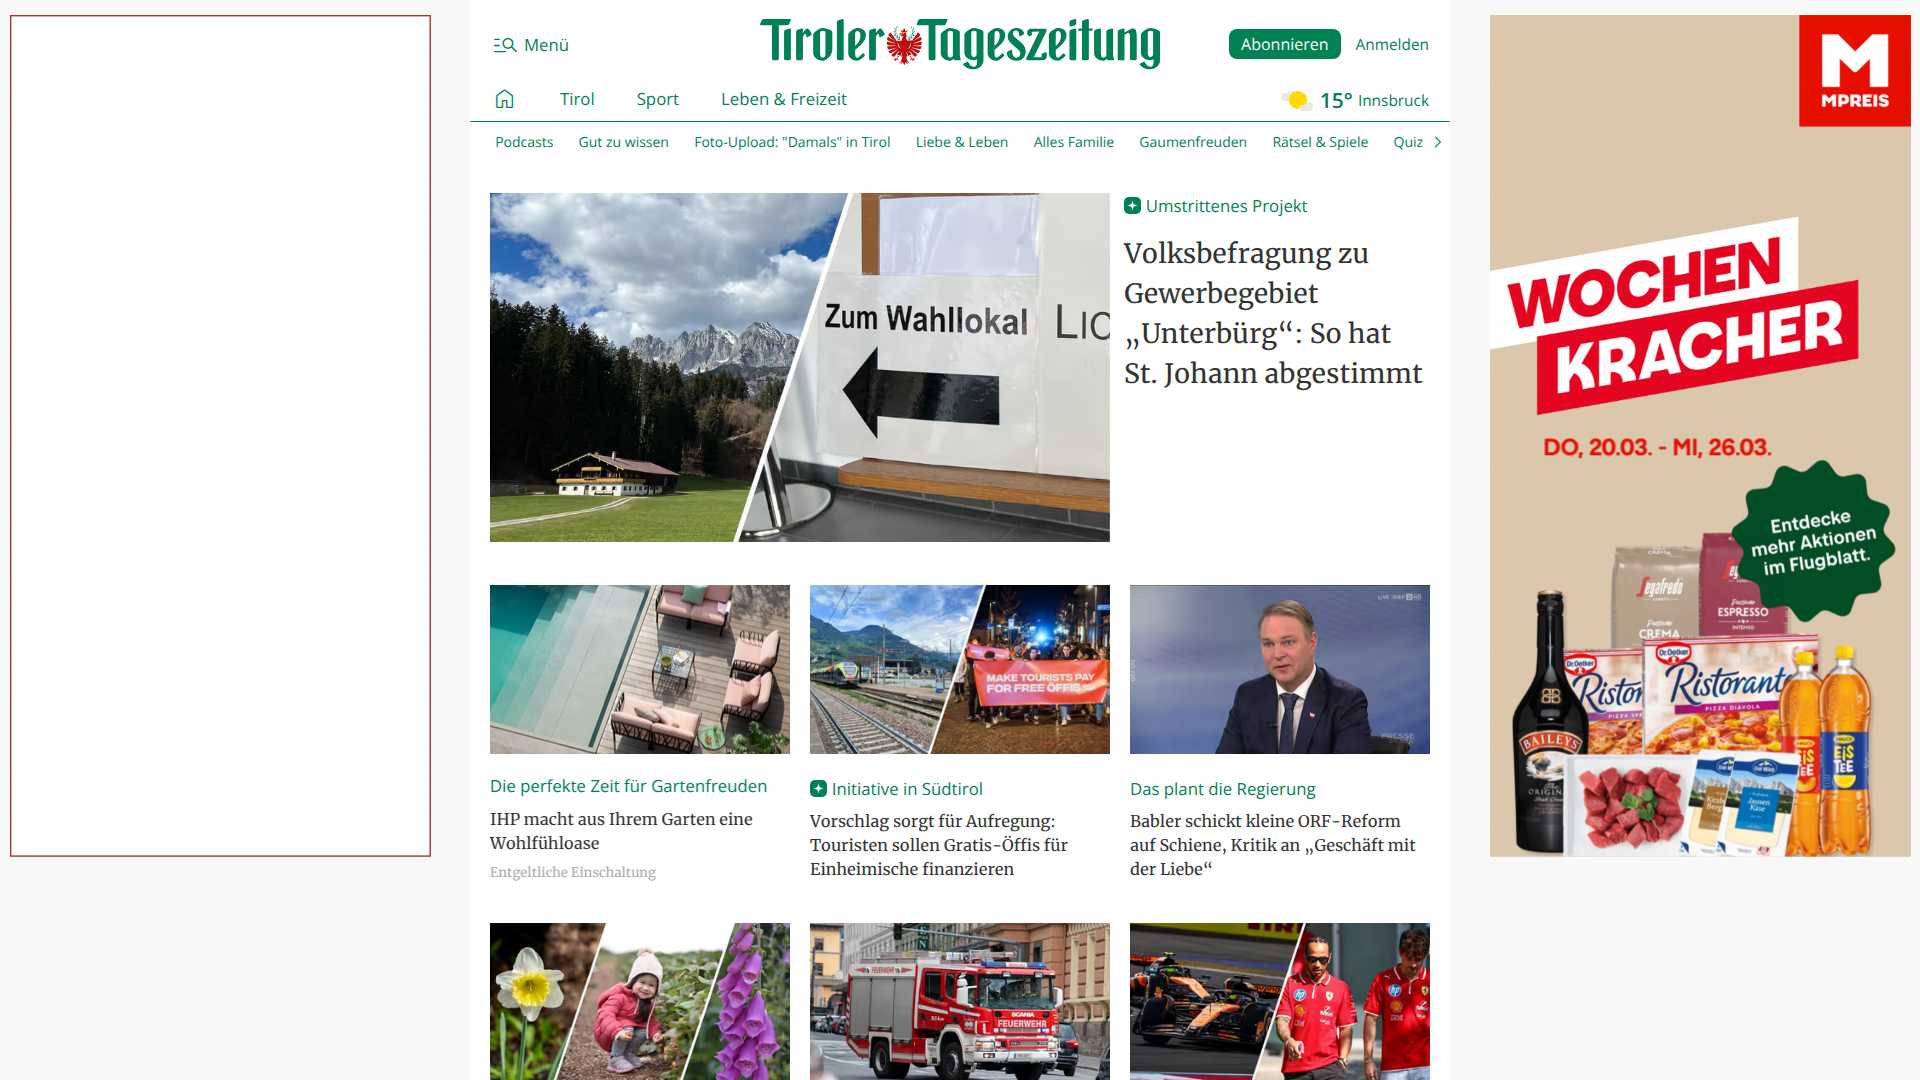 Menü
Tiroler Tageszeitung
Abonnieren
Anmelden
Tirol
Sport
Leben & Freizeit
15° Innsbruck
Podcasts
Gut zu wissen
Foto-Upload: "Damals" in Tirol
Liebe & Leben
Alles Familie
Gaumenfreuden
Rätsel & Spiele
Quiz
Zum Wahllokal
LIC
Umstrittenes Projekt
Volksbefragung zu
Gewerbegebiet
„Unterbürg“: So hat
St. Johann abgestimmt
MAKE TOURISTS PAY
FOR FREE ÖFFIS
Die perfekte Zeit für Gartenfreuden
IHP macht aus Ihrem Garten eine
Wohlfühloase
Entgeltliche Einschaltung
Initiative in Südtirol
Vorschlag sorgt für Aufregung:
Touristen sollen Gratis-Öffis für
Einheimische finanzieren
Das plant die Regierung
Babler schickt kleine ORF-Reform
auf Schiene, Kritik an „Geschäft mit
der Liebe“
SCANIA
FEUERWEHR
hp
M
MPREIS
WOCHEN
KRACHER
DO, 20.03. - MI, 26.03.
Entdecke
mehr Aktionen
im Flugblatt.
Segafredo
CREMA
ESPRESSO
Dr. Oetker
Ristorante
PIZZA DIAVOLA
BAILEYS
ORIGINAL
EIS
TEE